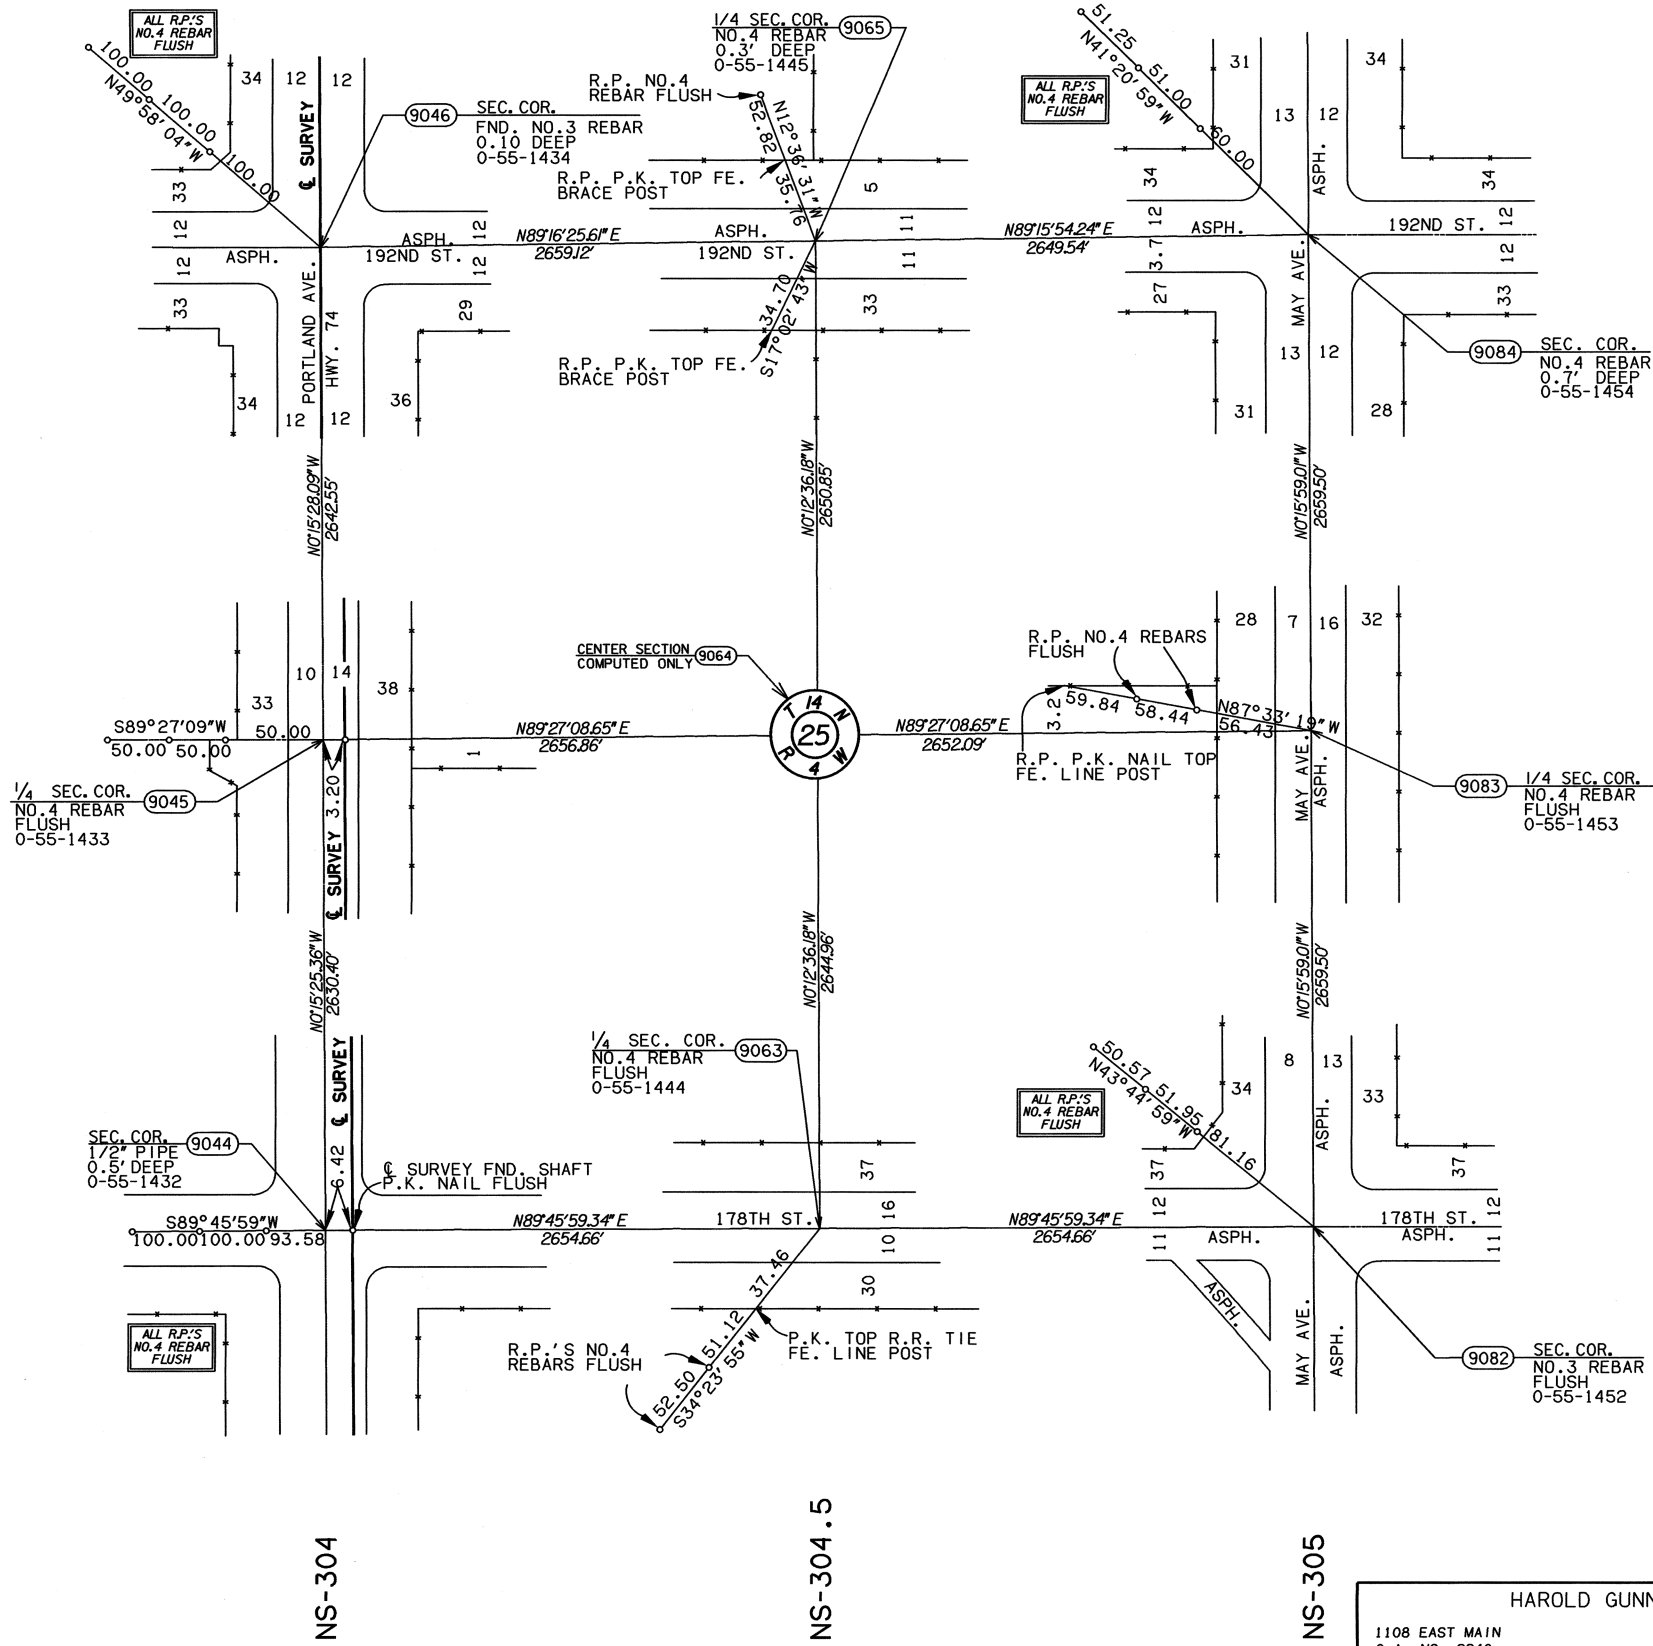 ALL R.P.'S
NO.4 REBAR
FLUSH
100.00
100.00
100.00
N49°58'04"W
34
12
12
℄ SURVEY
33
12
ASPH.
12
33
34
12
12
PORTLAND AVE.
HWY. 74
36
29
12
12
ASPH.
192ND ST.
9046
SEC. COR.
FND. NO.3 REBAR
0.10 DEEP
0-55-1434
N89°16'25.61"E
2659.12'
1/4 SEC. COR.
NO.4 REBAR
0.3' DEEP
0-55-1445
9065
R.P. NO.4
REBAR FLUSH
52.82
N12°36'31"W
35.76
R.P. P.K. TOP FE.
BRACE POST
5
11
11
33
ASPH.
192ND ST.
34.70
S17°02'43"W
R.P. P.K. TOP FE.
BRACE POST
N89°15'54.24"E
2649.54'
51.25
N41°20'59"W
51.00
60.00
ALL R.P.'S
NO.4 REBAR
FLUSH
31
13
12
34
ASPH.
34
12
3.7
27
ASPH.
34
12
192ND ST.
12
33
MAY AVE.
13
12
31
28
9084
SEC. COR.
NO.4 REBAR
0.7' DEEP
0-55-1454
N0°15'28.09"W
2642.55'
N0°12'36.18"W
2650.85'
N0°15'59.01"W
2659.50'
33
10
14
38
S89°27'09"W
50.00 50.00
50.00
1
3.20
℄ SURVEY
1/4 SEC. COR.
NO.4 REBAR
FLUSH
0-55-1433
9045
N89°27'08.65"E
2656.86'
CENTER SECTION
COMPUTED ONLY
9064
T 14 N
25
R 4 W
N89°27'08.65"E
2652.09'
R.P. NO.4 REBARS
FLUSH
28
7
16
32
3.2
59.84
58.44
N87°33'19"W
56.43
R.P. P.K. NAIL TOP
FE. LINE POST
MAY AVE.
ASPH.
9083
1/4 SEC. COR.
NO.4 REBAR
FLUSH
0-55-1453
N0°15'25.36"W
2630.40'
N0°12'36.18"W
2644.96'
N0°15'59.01"W
2659.50'
℄ SURVEY
6.42
SEC. COR.
1/2" PIPE
0.5' DEEP
0-55-1432
9044
℄ SURVEY FND. SHAFT
P.K. NAIL FLUSH
S89°45'59"W
100.00 100.00 93.58
N89°45'59.34"E
2654.66'
ALL R.P.'S
NO.4 REBAR
FLUSH
1/4 SEC. COR.
NO.4 REBAR
FLUSH
0-55-1444
9063
37
16
178TH ST.
10
30
37.46
51.12
52.50
S34°23'55"W
R.P.'S NO.4
REBARS FLUSH
P.K. TOP R.R. TIE
FE. LINE POST
N89°45'59.34"E
2654.66'
ALL R.P.'S
NO.4 REBAR
FLUSH
50.57
N43°44'59"W
51.95
81.16
34
8
13
33
ASPH.
37
12
11
ASPH.
ASPH.
37
12
178TH ST.
ASPH.
11
MAY AVE.
ASPH.
9082
SEC. COR.
NO.3 REBAR
FLUSH
0-55-1452
NS-304
NS-304.5
NS-305
HAROLD GUNN
1108 EAST MAIN